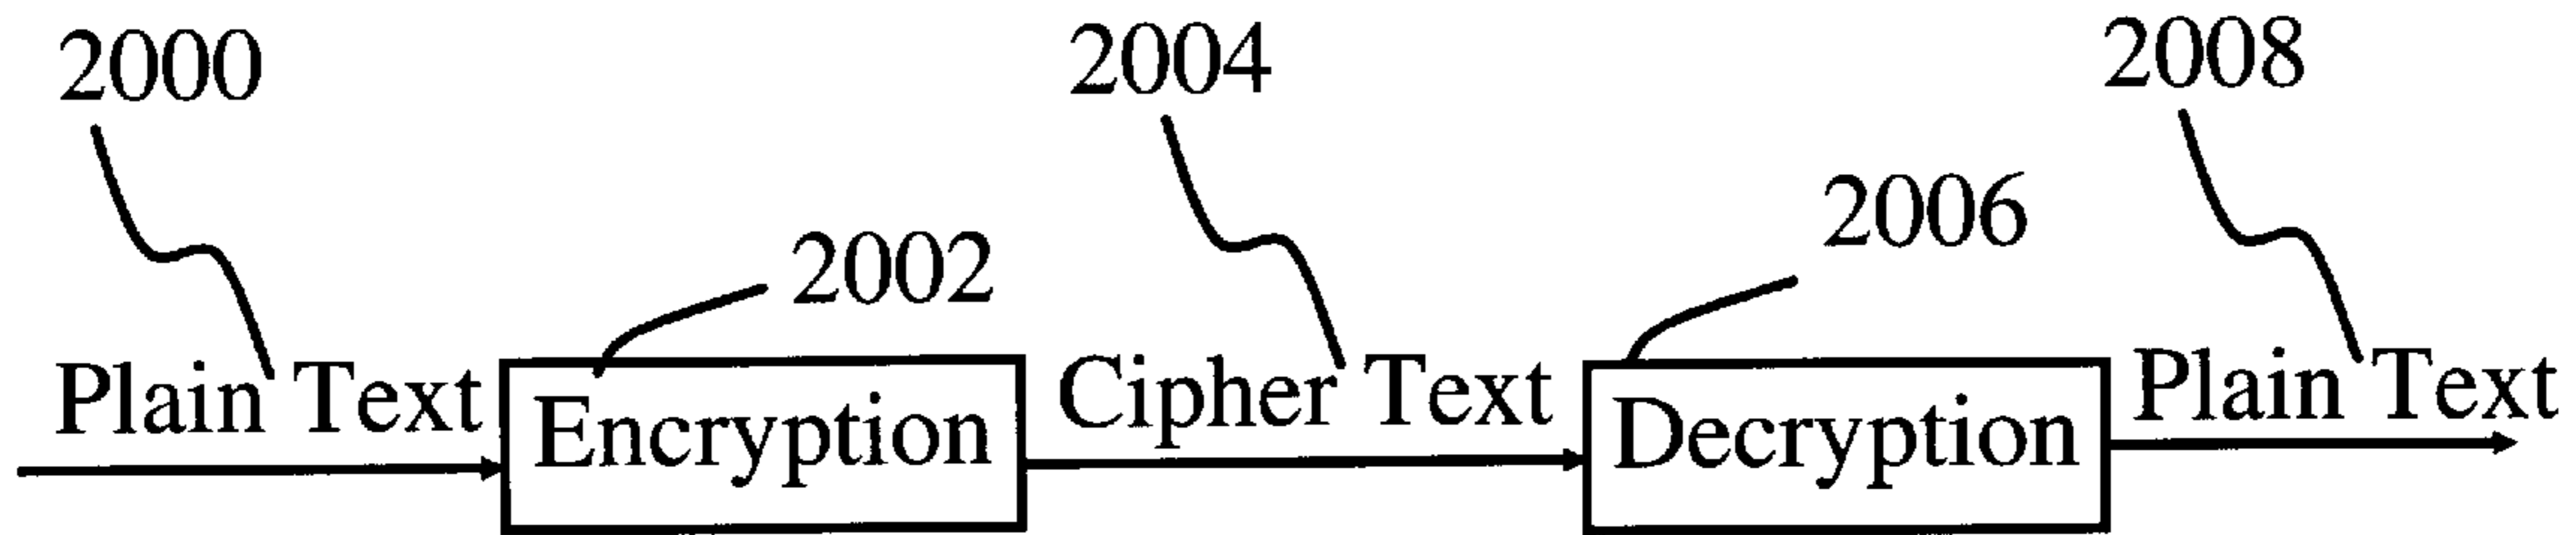 2000
2004
2008
2002
2006
Plain Text
Encryption
Cipher Text
Decryption
Plain Text